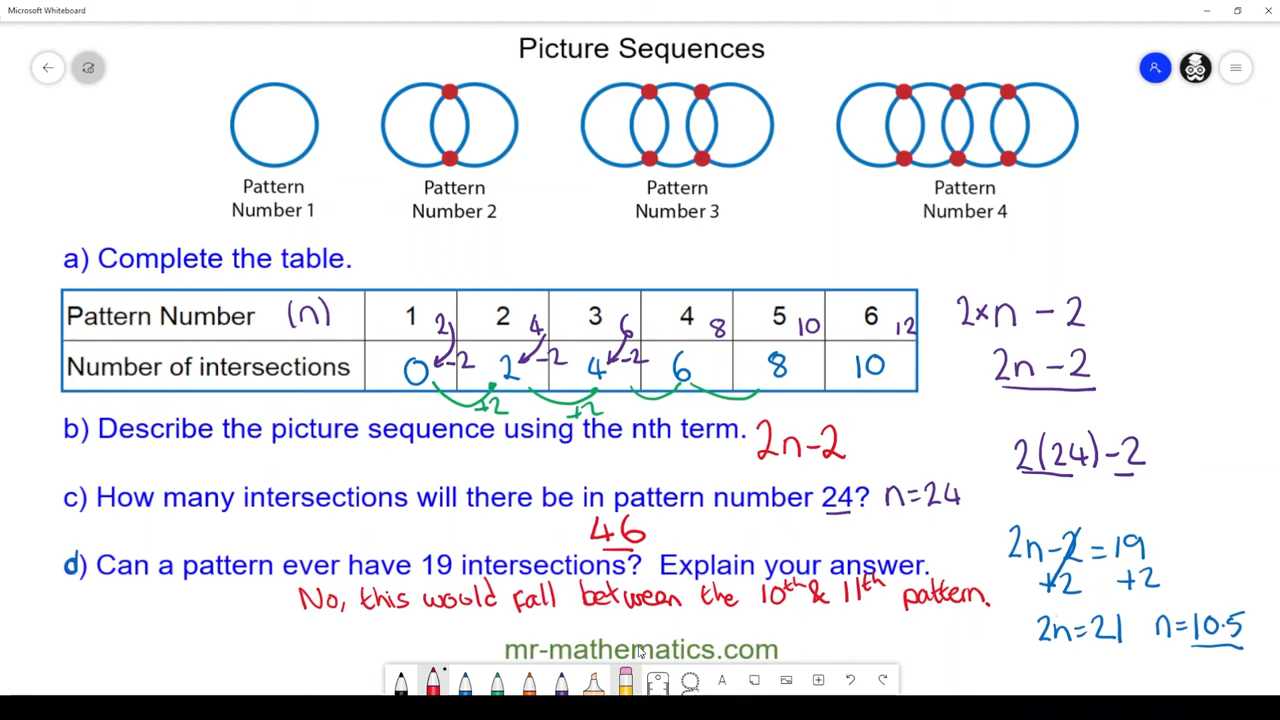 Microsoft Whiteboard
Picture Sequences
Pattern Number 1
Pattern Number 2
Pattern Number 3
Pattern Number 4
a) Complete the table.
Pattern Number (n) 1 2 2 4 3 6 4 8 5 10 6 12
Number of intersections 0 -2 2 -2 4 -2 6 8 10
+2 +2
2×n - 2
2n - 2
b) Describe the picture sequence using the nth term. 2n-2
2(24) - 2
c) How many intersections will there be in pattern number 24? n=24
46
d) Can a pattern ever have 19 intersections? Explain your answer.
No, this would fall between the 10th & 11th pattern.
2n-2 = 19
+2 +2
2n=21 n=10.5
mr-mathematics.com
A